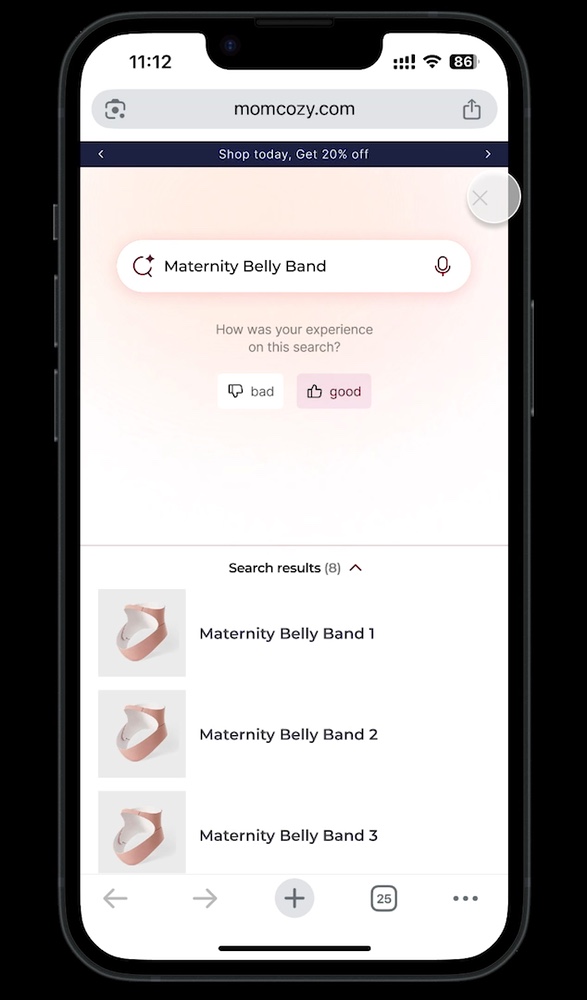 11:12
86
momcozy.com
Shop today, Get 20% off
Maternity Belly Band
How was your experience
on this search?
bad
good
Search results (8)
Maternity Belly Band 1
Maternity Belly Band 2
Maternity Belly Band 3
25